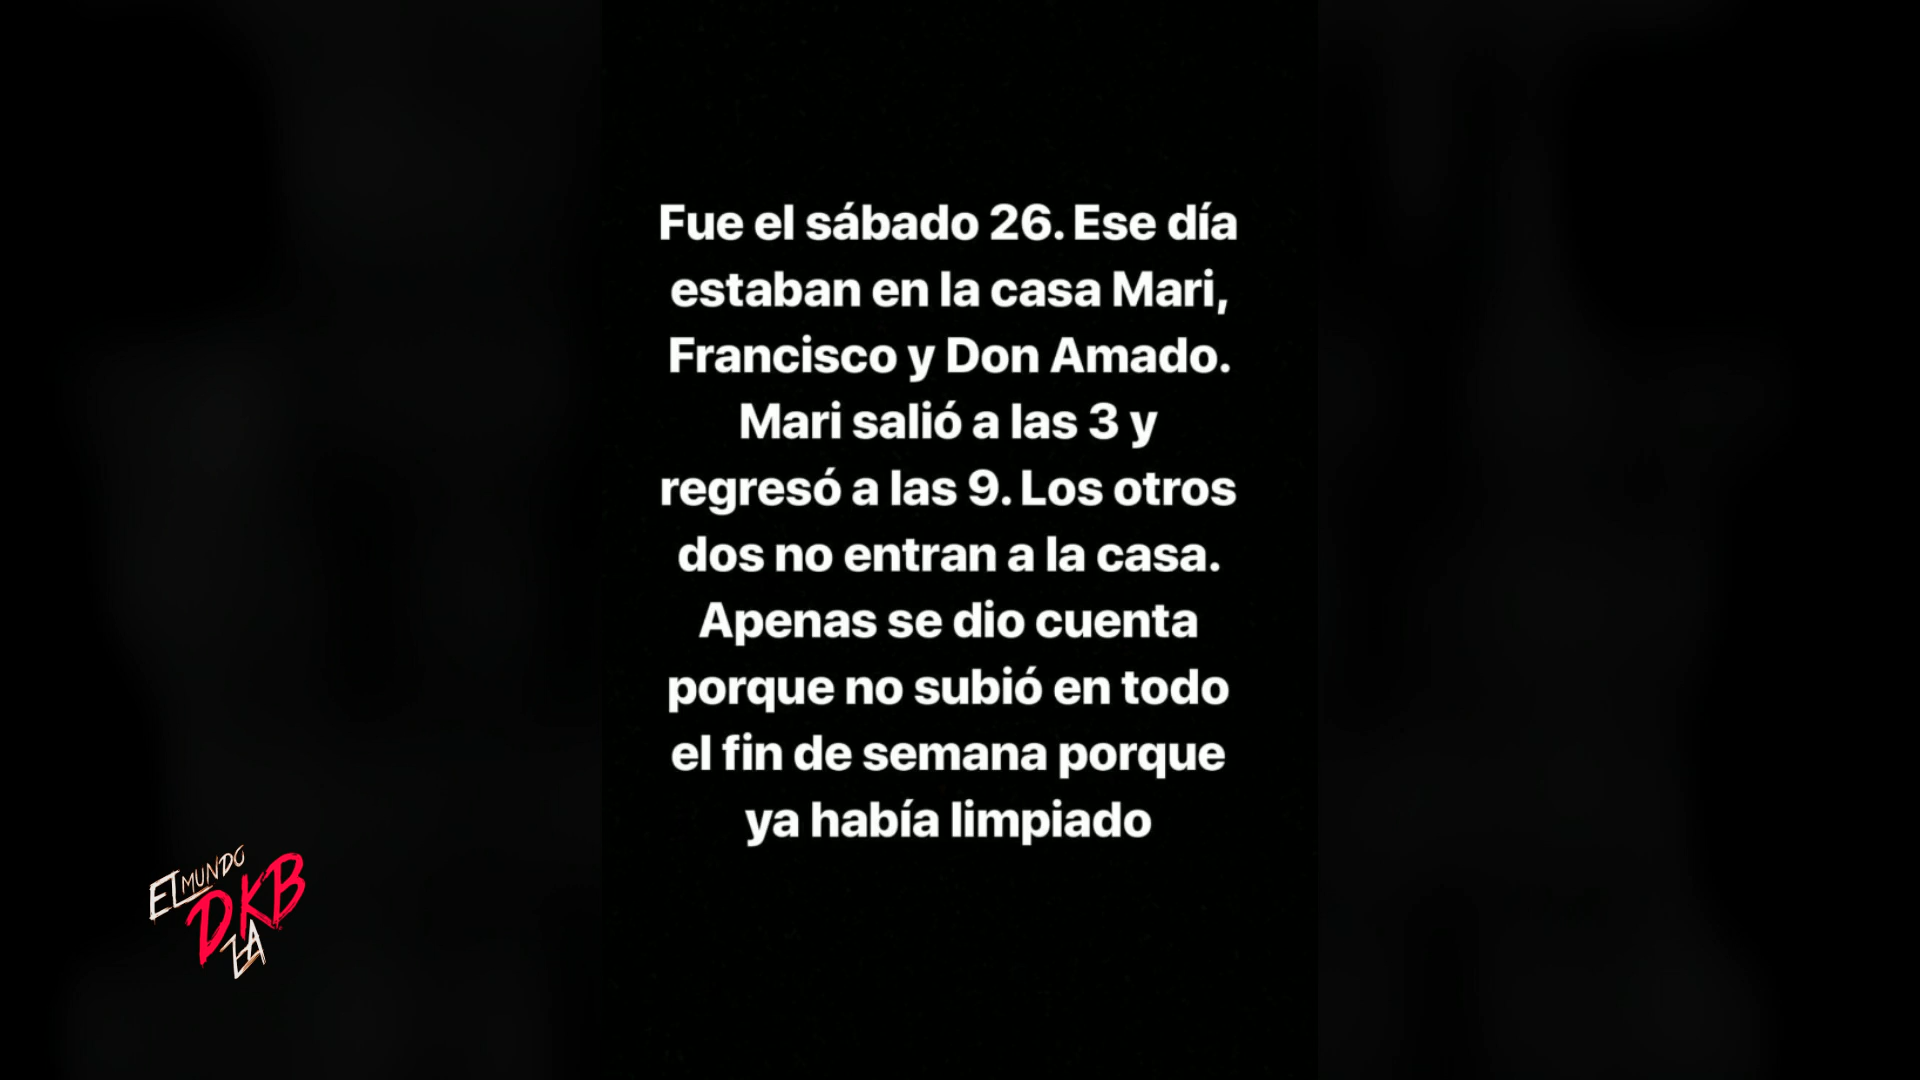 Fue el sábado 26. Ese día
estaban en la casa Mari,
Francisco y Don Amado.
Mari salió a las 3 y
regresó a las 9. Los otros
dos no entran a la casa.
Apenas se dio cuenta
porque no subió en todo
el fin de semana porque
ya había limpiado
EL MUNDO
DKB
ZA